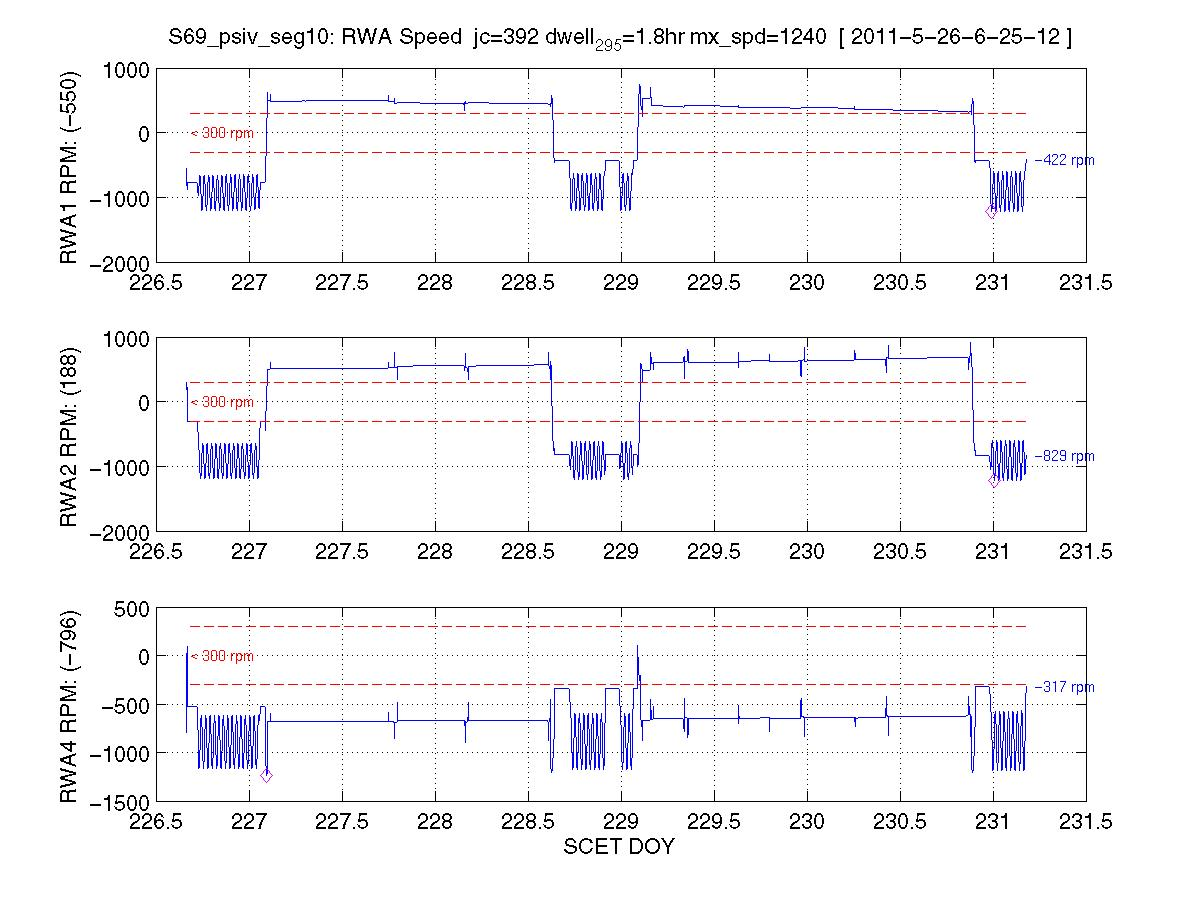 S69_psiv_seg10: RWA Speed jc=392 dwell295=1.8hr mx_spd=1240 [ 2011−5−26−6−25−12 ]
RWA1 RPM: (−550)
1000
0
−1000
−2000
< 300 rpm
−422 rpm
226.5 227 227.5 228 228.5 229 229.5 230 230.5 231 231.5
RWA2 RPM: (188)
1000
0
−1000
−2000
< 300 rpm
−829 rpm
226.5 227 227.5 228 228.5 229 229.5 230 230.5 231 231.5
RWA4 RPM: (−796)
500
0
−500
−1000
−1500
< 300 rpm
−317 rpm
226.5 227 227.5 228 228.5 229 229.5 230 230.5 231 231.5
SCET DOY